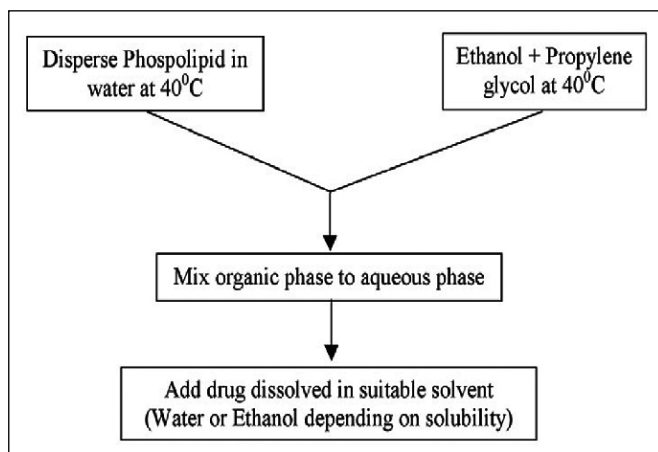 Disperse Phospolipid in
water at 40⁰C
Ethanol + Propylene
glycol at 40⁰C
Mix organic phase to aqueous phase
Add drug dissolved in suitable solvent
(Water or Ethanol depending on solubility)